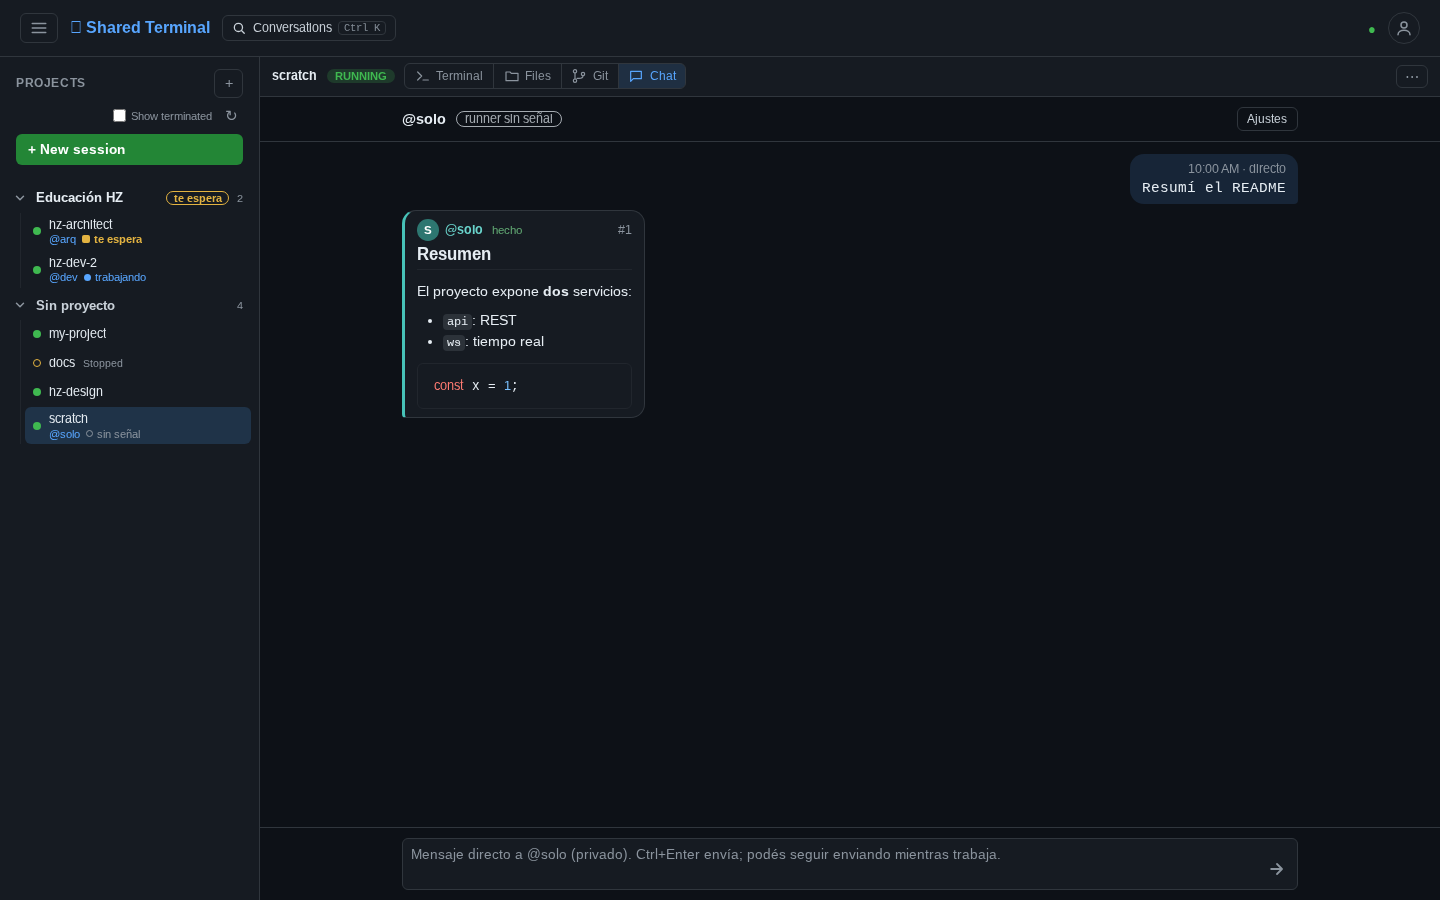 Shared Terminal
Conversations Ctrl K
PROJECTS
+
Show terminated ↻
+ New session
Educación HZ te espera 2
hz-architect
@arq te espera
hz-dev-2
@dev trabajando
Sin proyecto 4
my-project
docs Stopped
hz-design
scratch
@solo sin señal
scratch RUNNING Terminal Files Git Chat ...
@solo runner sin señal Ajustes
10:00 AM · directo
Resumí el README
S @solo hecho #1
Resumen
El proyecto expone dos servicios:
• api: REST
• ws: tiempo real
const x = 1;
Mensaje directo a @solo (privado). Ctrl+Enter envía; podés seguir enviando mientras trabaja.